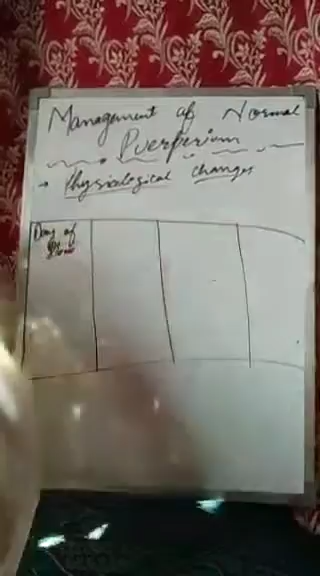 Management of Normal
Puerperium
→ Physiological changes
Day of